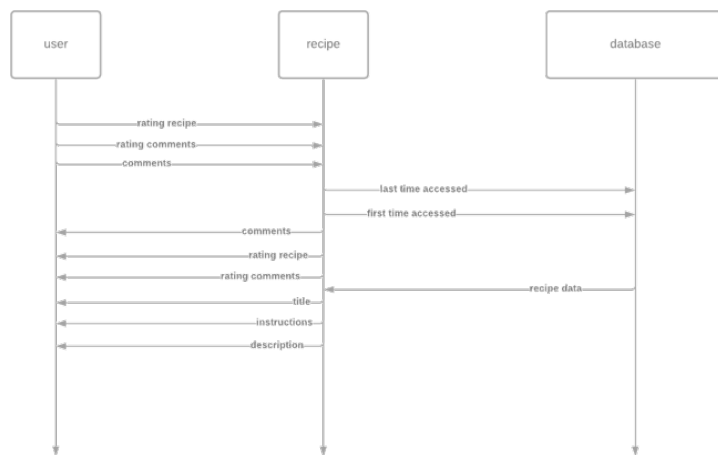 user
recipe
database
rating recipe
rating comments
comments
last time accessed
first time accessed
comments
rating recipe
rating comments
recipe data
title
instructions
description